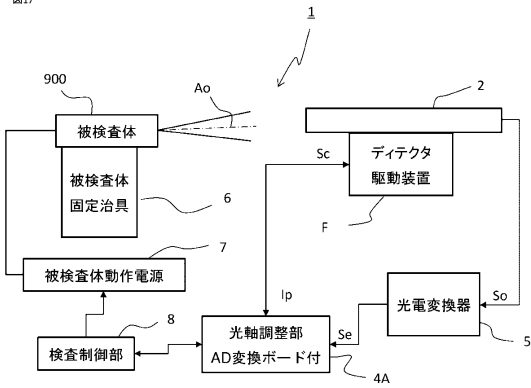 図17
1
900
Ao
2
被検査体
ディテクタ
駆動装置
Sc
被検査体
固定治具
6
F
7
被検査体動作電源
Ip
光電変換器
So
5
8
Se
検査制御部
光軸調整部
AD変換ボード付
4A